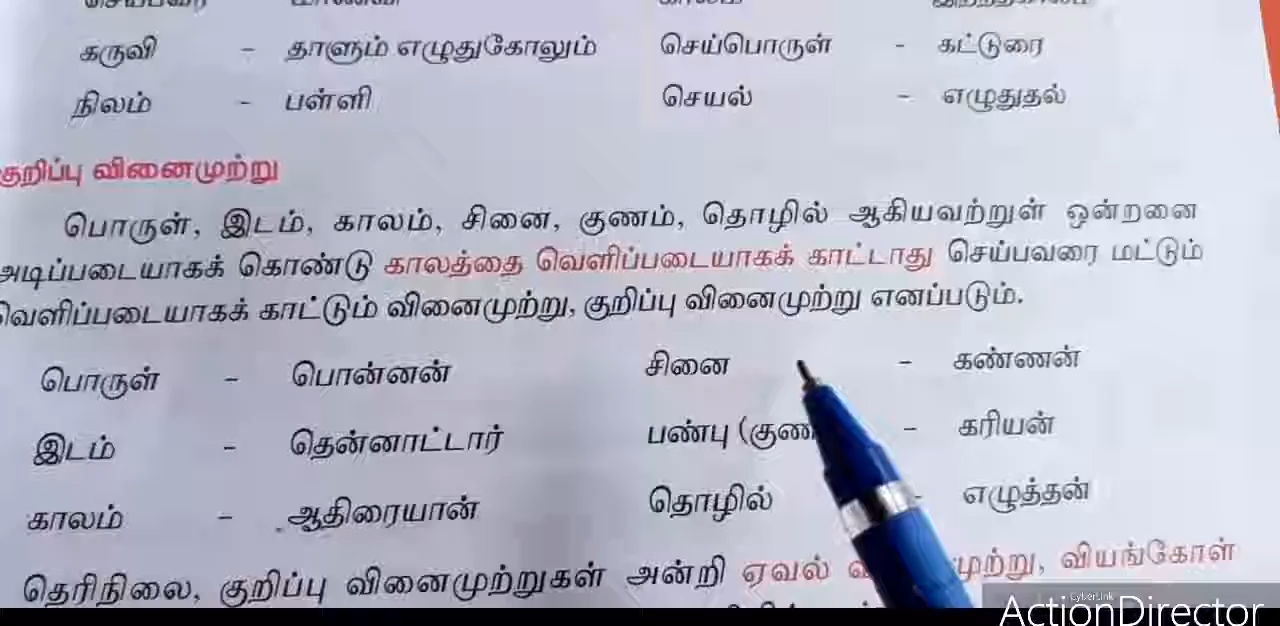 கருவி - தாளும் எழுதுகோலும் செய்பொருள் - கட்டுரை
நிலம் - பள்ளி செயல் - எழுதுதல்
குறிப்பு வினைமுற்று
பொருள், இடம், காலம், சினை, குணம், தொழில் ஆகியவற்றுள் ஒன்றனை
அடிப்படையாகக் கொண்டு காலத்தை வெளிப்படையாகக் காட்டாது செய்பவரை மட்டும்
வெளிப்படையாகக் காட்டும் வினைமுற்று, குறிப்பு வினைமுற்று எனப்படும்.
பொருள் - பொன்னன் சினை - கண்ணன்
இடம் - தென்னாட்டார் பண்பு (குண - கரியன்
காலம் - ஆதிரையான் தொழில் - எழுத்தன்
தெரிநிலை, குறிப்பு வினைமுற்றுகள் அன்றி ஏவல் முற்று, வியங்கோள்
CyberLink
ActionDirector